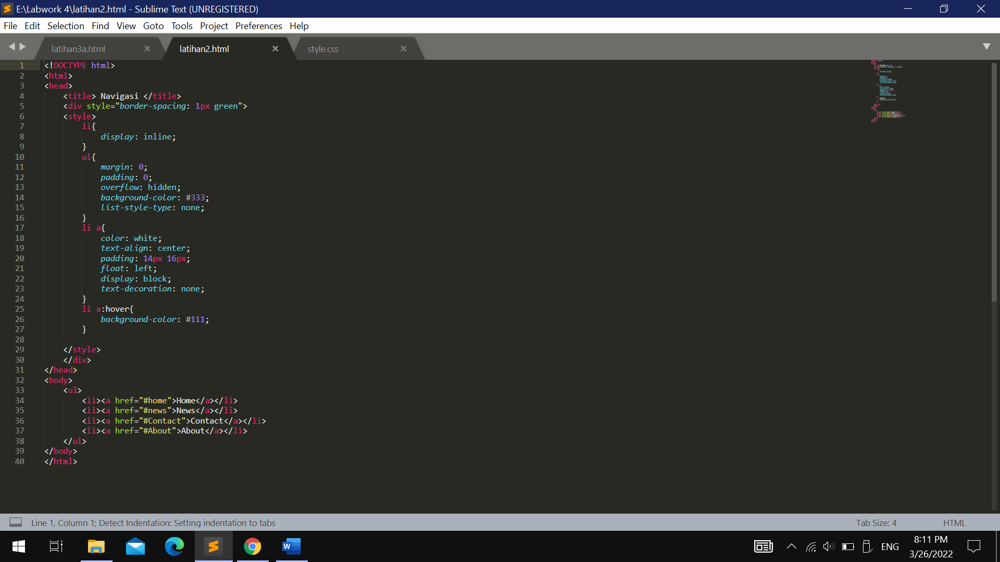 E:\Labwork 4\latihan2.html - Sublime Text (UNREGISTERED)
File Edit Selection Find View Goto Tools Project Preferences Help
latihan3a.html × latihan2.html × style.css ×
1 <!DOCTYPE html>
2 <html>
3 <head>
4 <title> Navigasi </title>
5 <div style="border-spacing: 1px green">
6 <style>
7 li{
8 display: inline;
9 }
10 ul{
11 margin: 0;
12 padding: 0;
13 overflow: hidden;
14 background-color: #333;
15 list-style-type: none;
16 }
17 li a{
18 color: white;
19 text-align: center;
20 padding: 14px 16px;
21 float: left;
22 display: block;
23 text-decoration: none;
24 }
25 li a:hover{
26 background-color: #111;
27 }
28
29 </style>
30 </div>
31 </head>
32 <body>
33 <ul>
34 <li><a href="#home">Home</a></li>
35 <li><a href="#news">News</a></li>
36 <li><a href="#Contact">Contact</a></li>
37 <li><a href="#About">About</a></li>
38 </ul>
39 </body>
40 </html>
Line 1, Column 1; Detect Indentation: Setting indentation to tabs Tab Size: 4 HTML
W ENG 8:11 PM
3/26/2022